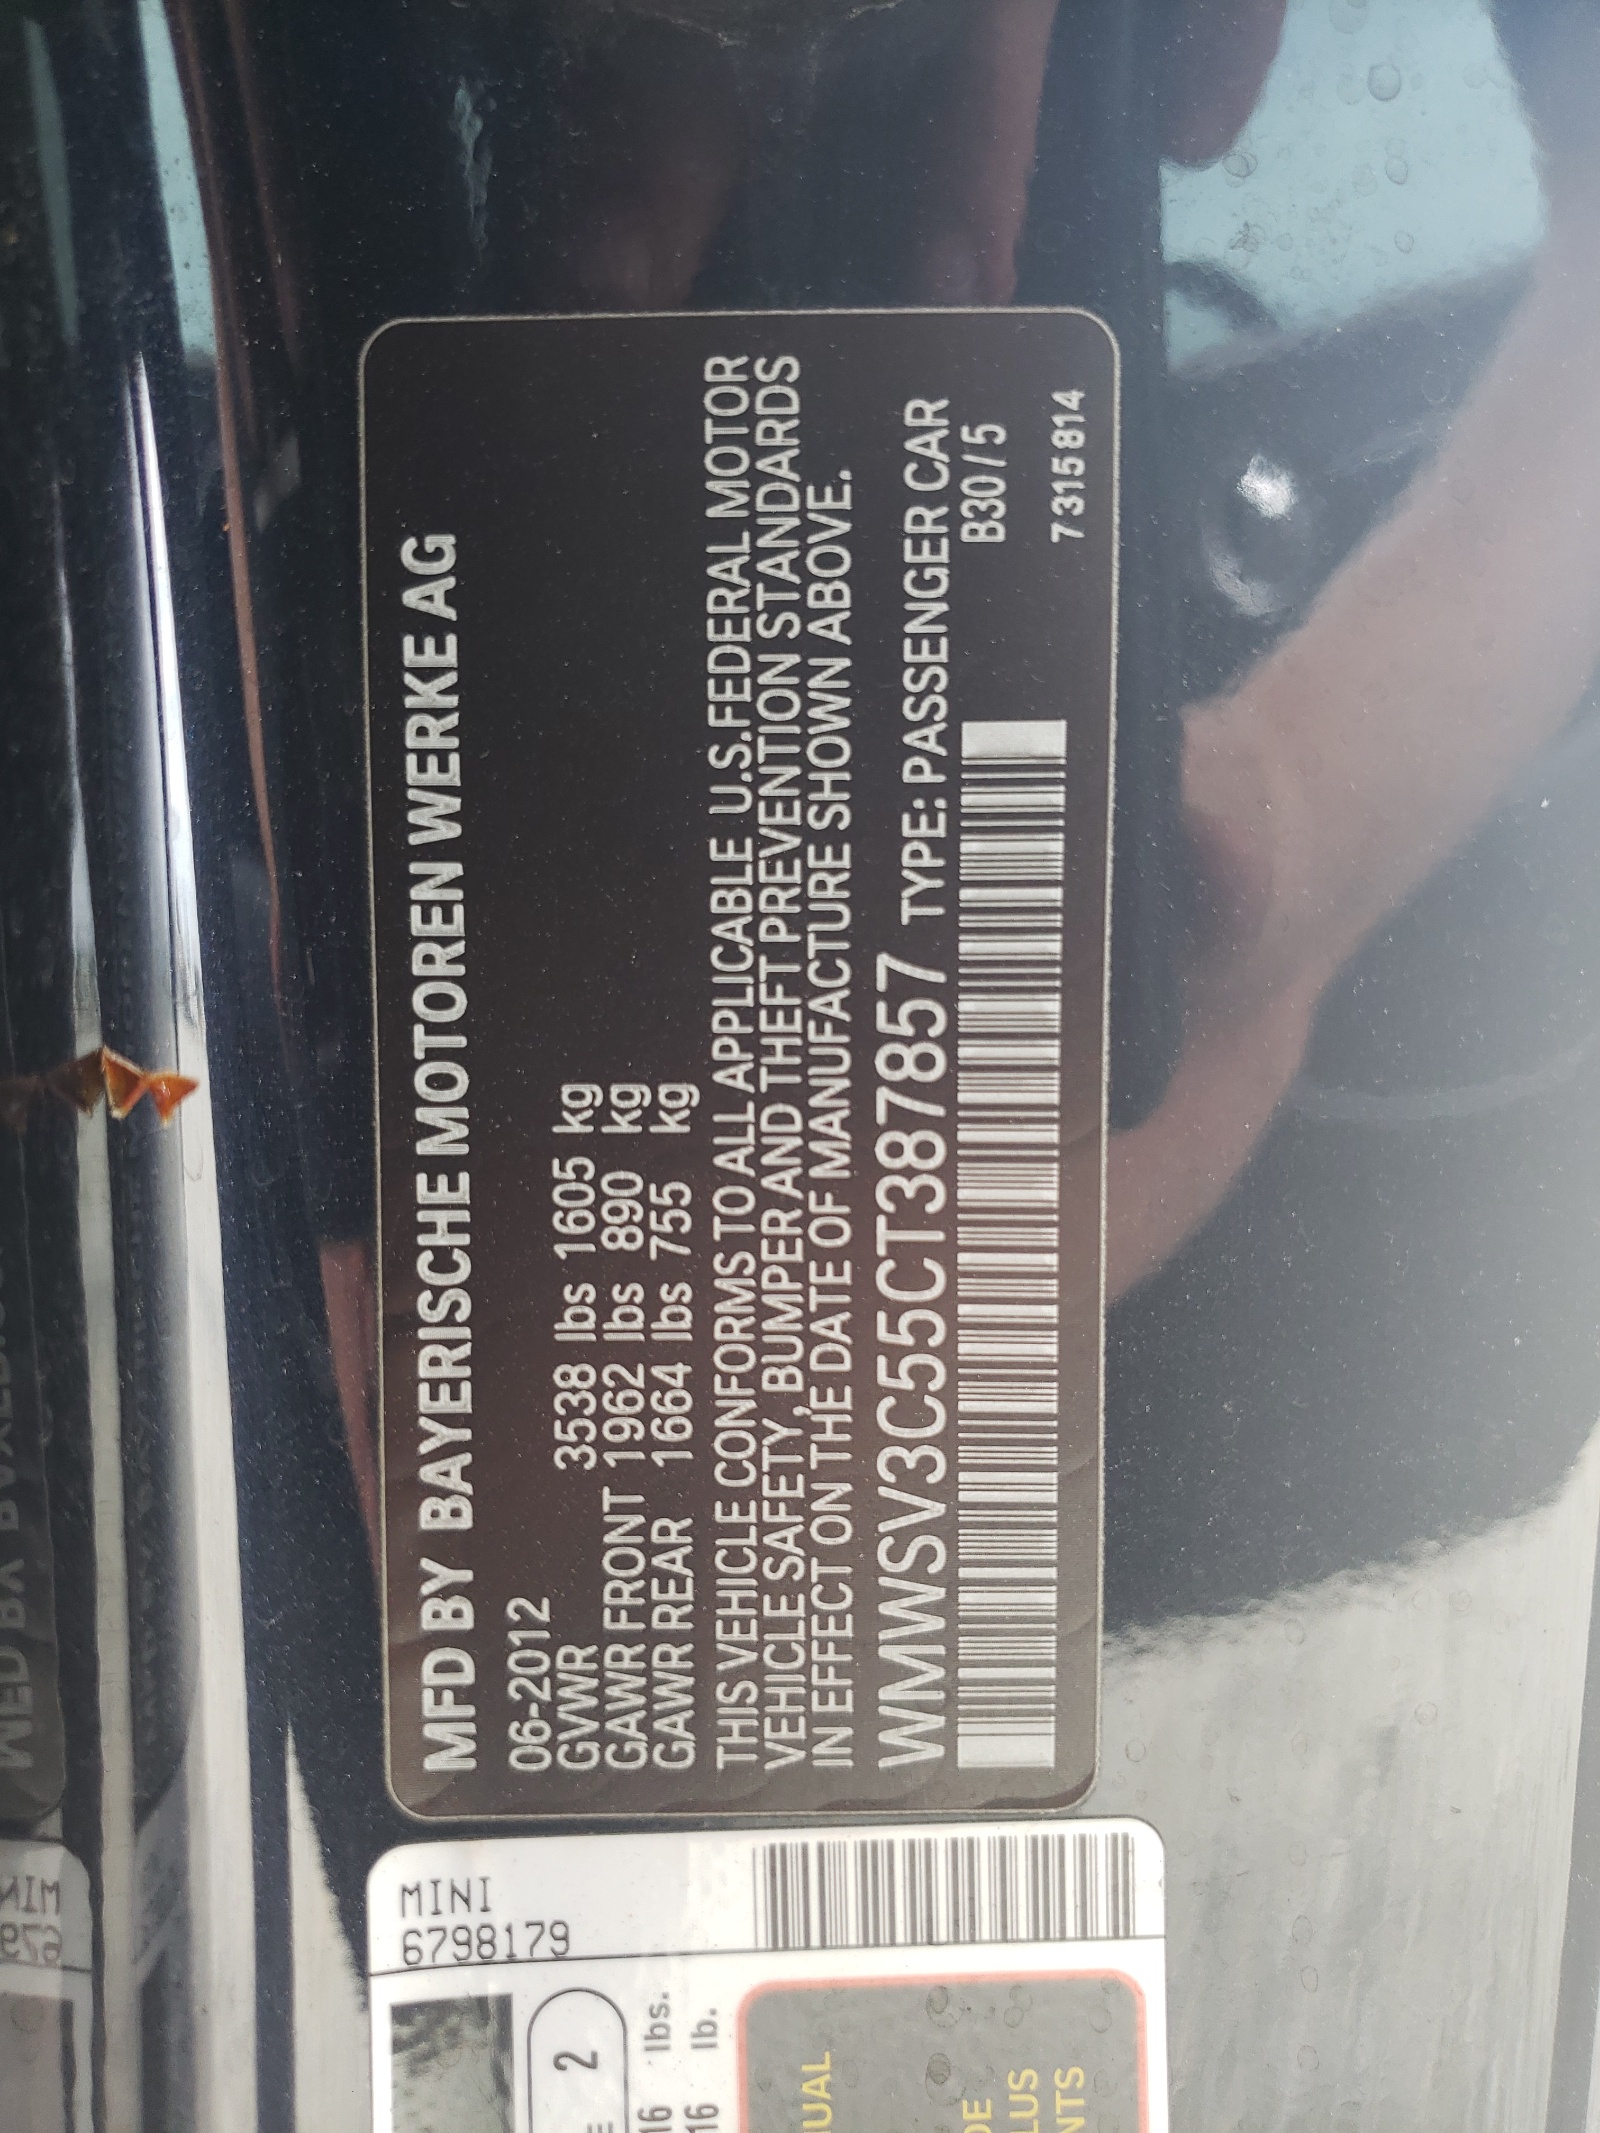 MFD BY BAYERISCHE MOTOREN WERKE AG
06-2012
GVWR 3538 lbs 1605 kg
GAWR FRONT 1962 lbs 890 kg
GAWR REAR 1664 lbs 755 kg
THIS VEHICLE CONFORMS TO ALL APPLICABLE U.S.FEDERAL MOTOR
VEHICLE SAFETY, BUMPER AND THEFT PREVENTION STANDARDS
IN EFFECT ON THE DATE OF MANUFACTURE SHOWN ABOVE.
WMWSV3C55CT387857 TYPE: PASSENGER CAR
B30/5
7315814
MINI
6798179
2
lbs.
lb.